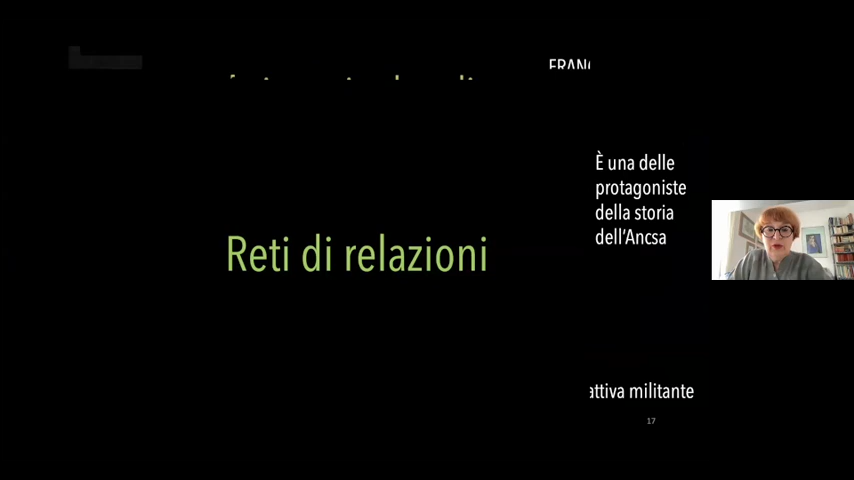 Reti di relazioni
È una delle
protagoniste
della storia
dell'Ancsa
attiva militante
17